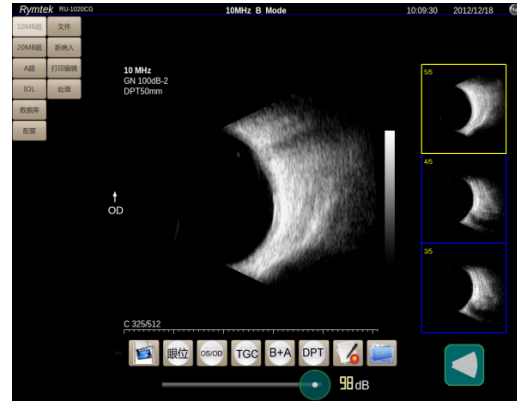 Rymtek RU-1020CG 10MHz B Mode 10:09:30 2012/12/18
10MB超 文件
20MB超 新病人
A超 打印编辑
IOL 处理
数据库
配置
10 MHz
GN 100dB-2
DPT50mm
OD
C 325/512
5/5
4/5
3/5
<< 眼位 OS/OD TGC B+A DPT
98dB